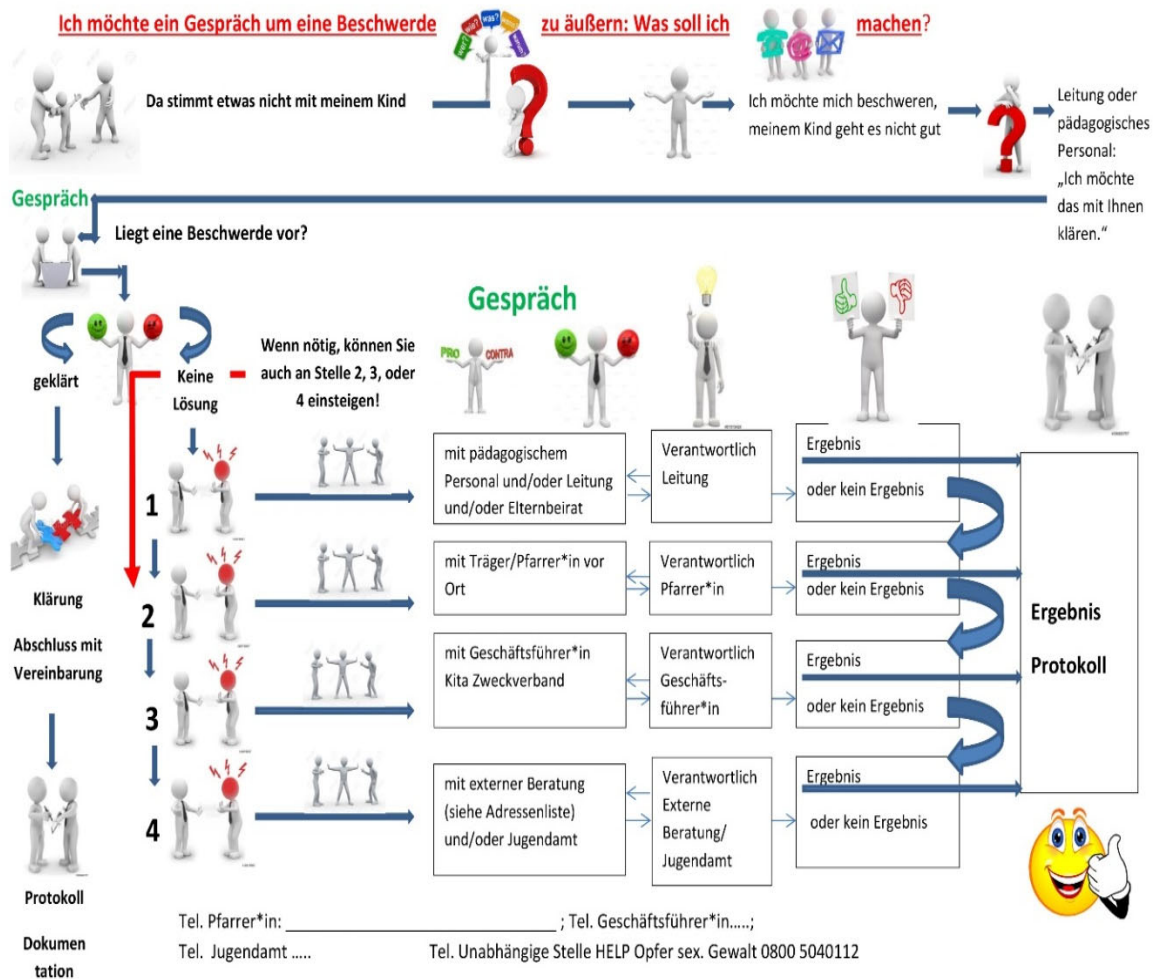 Ich möchte ein Gespräch um eine Beschwerde zu äußern: Was soll ich machen?
was?
Da stimmt etwas nicht mit meinem Kind
Ich möchte mich beschweren,
meinem Kind geht es nicht gut
Leitung oder
pädagogisches
Personal:
„Ich möchte
das mit Ihnen
klären.“
Gespräch
Liegt eine Beschwerde vor?
geklärt
Keine
Lösung
Wenn nötig, können Sie
auch an Stelle 2, 3, oder
4 einsteigen!
Gespräch
PRO
CONTRA
Klärung
Abschluss mit
Vereinbarung
Protokoll
Dokumen
tation
1
mit pädagogischem
Personal und/oder Leitung
und/oder Elternbeirat
Verantwortlich
Leitung
Ergebnis
oder kein Ergebnis
2
mit Träger/Pfarrer*in vor
Ort
Verantwortlich
Pfarrer*in
Ergebnis
oder kein Ergebnis
3
mit Geschäftsführer*in
Kita Zweckverband
Verantwortlich
Geschäfts-
führer*in
Ergebnis
oder kein Ergebnis
4
mit externer Beratung
(siehe Adressenliste)
und/oder Jugendamt
Verantwortlich
Externe
Beratung/
Jugendamt
Ergebnis
oder kein Ergebnis
Ergebnis
Protokoll
Tel. Pfarrer*in: ____________________________ ; Tel. Geschäftsführer*in.....;
Tel. Jugendamt ..... Tel. Unabhängige Stelle HELP Opfer sex. Gewalt 0800 5040112